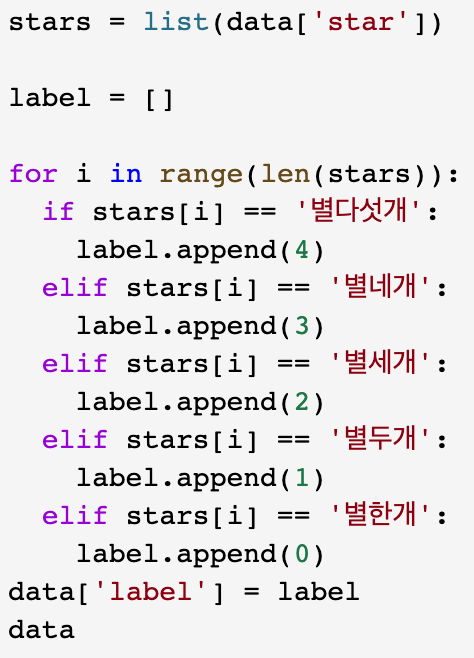 stars = list(data['star'])

label = []

for i in range(len(stars)):
  if stars[i] == '별다섯개':
    label.append(4)
  elif stars[i] == '별네개':
    label.append(3)
  elif stars[i] == '별세개':
    label.append(2)
  elif stars[i] == '별두개':
    label.append(1)
  elif stars[i] == '별한개':
    label.append(0)
data['label'] = label
data